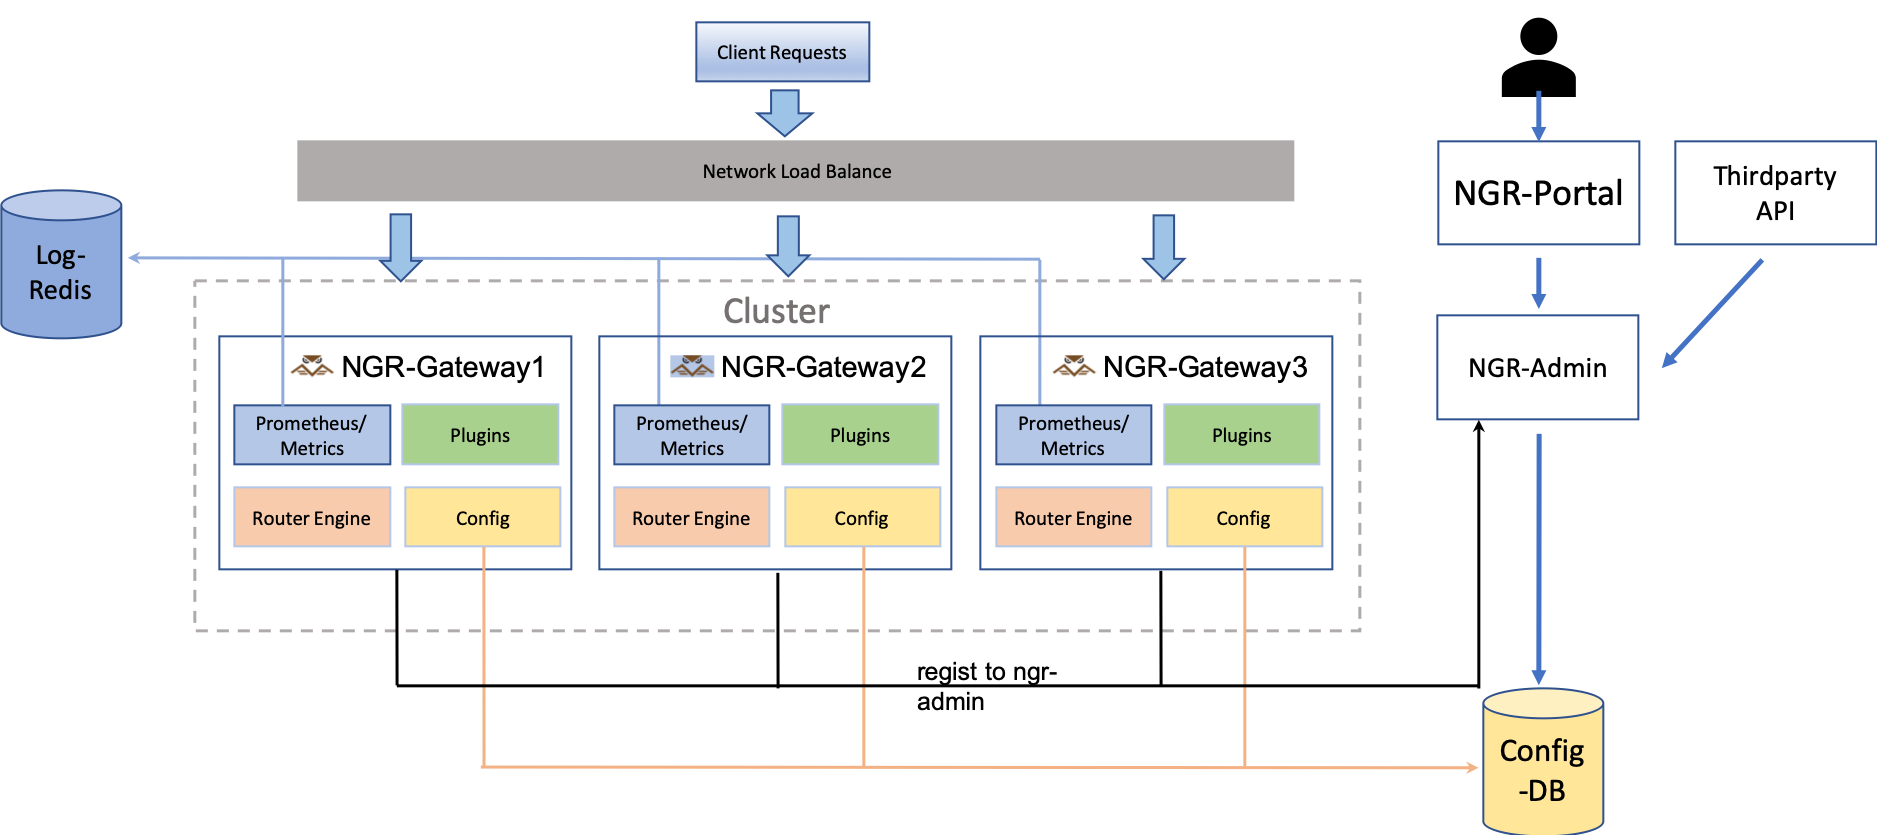 Client Requests
Network Load Balance
NGR-Portal
Thirdparty
API
Log-
Redis
Cluster
NGR-Gateway1
NGR-Gateway2
NGR-Gateway3
NGR-Admin
Prometheus/
Metrics
Plugins
Prometheus/
Metrics
Plugins
Prometheus/
Metrics
Plugins
Router Engine
Config
Router Engine
Config
Router Engine
Config
regist to ngr-
admin
Config
-DB